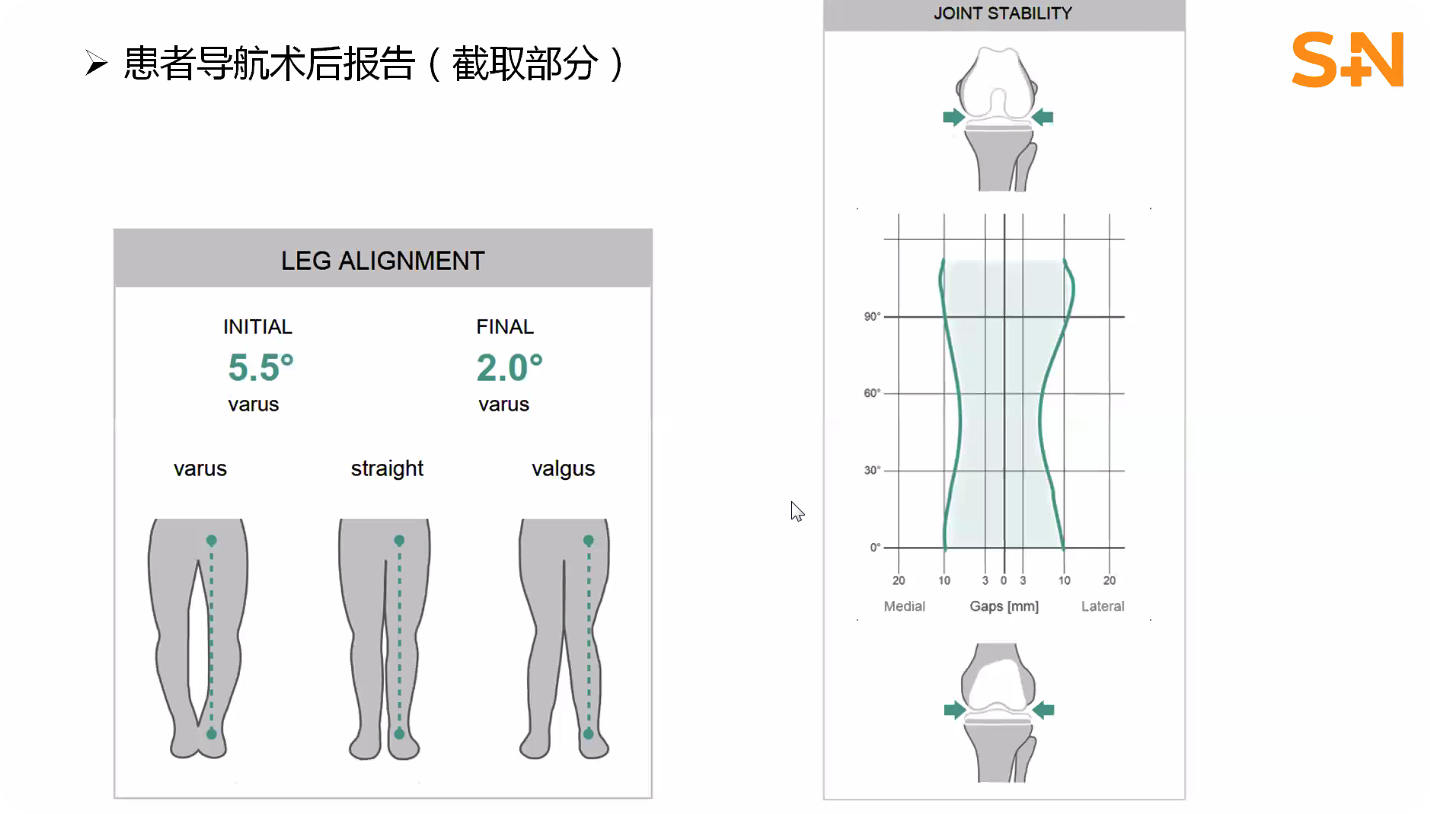 ➢ 患者导航术后报告（截取部分）
S+N
LEG ALIGNMENT
INITIAL FINAL
5.5° 2.0°
varus varus
varus straight valgus
JOINT STABILITY
90°
60°
30°
0°
20 10 3 0 3 10 20
Medial Gaps [mm] Lateral